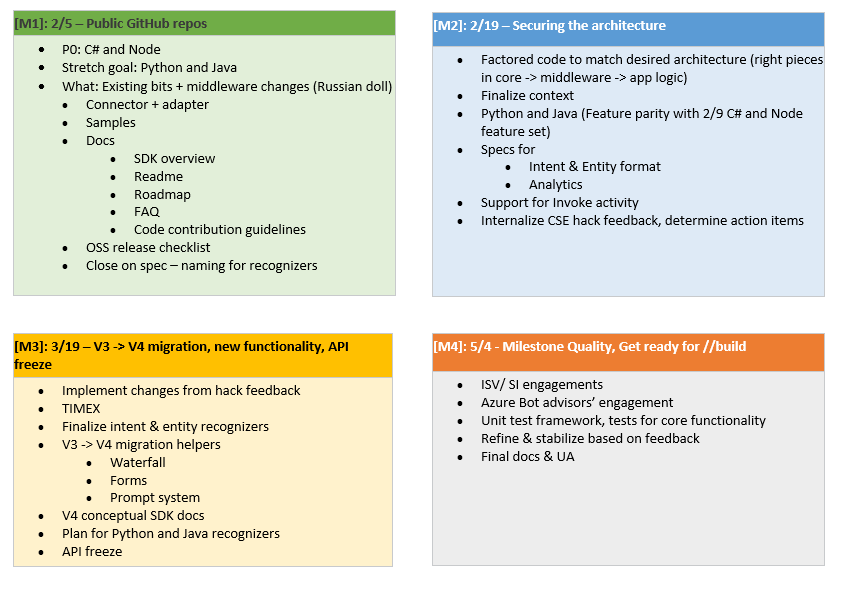 [M1]: 2/5 – Public GitHub repos
• P0: C# and Node
• Stretch goal: Python and Java
• What: Existing bits + middleware changes (Russian doll)
• Connector + adapter
• Samples
• Docs
• SDK overview
• Readme
• Roadmap
• FAQ
• Code contribution guidelines
• OSS release checklist
• Close on spec – naming for recognizers
[M2]: 2/19 – Securing the architecture
• Factored code to match desired architecture (right pieces
in core -> middleware -> app logic)
• Finalize context
• Python and Java (Feature parity with 2/9 C# and Node
feature set)
• Specs for
• Intent & Entity format
• Analytics
• Support for Invoke activity
• Internalize CSE hack feedback, determine action items
[M3]: 3/19 – V3 -> V4 migration, new functionality, API
freeze
• Implement changes from hack feedback
• TIMEX
• Finalize intent & entity recognizers
• V3 -> V4 migration helpers
• Waterfall
• Forms
• Prompt system
• V4 conceptual SDK docs
• Plan for Python and Java recognizers
• API freeze
[M4]: 5/4 - Milestone Quality, Get ready for //build
• ISV/ SI engagements
• Azure Bot advisors’ engagement
• Unit test framework, tests for core functionality
• Refine & stabilize based on feedback
• Final docs & UA